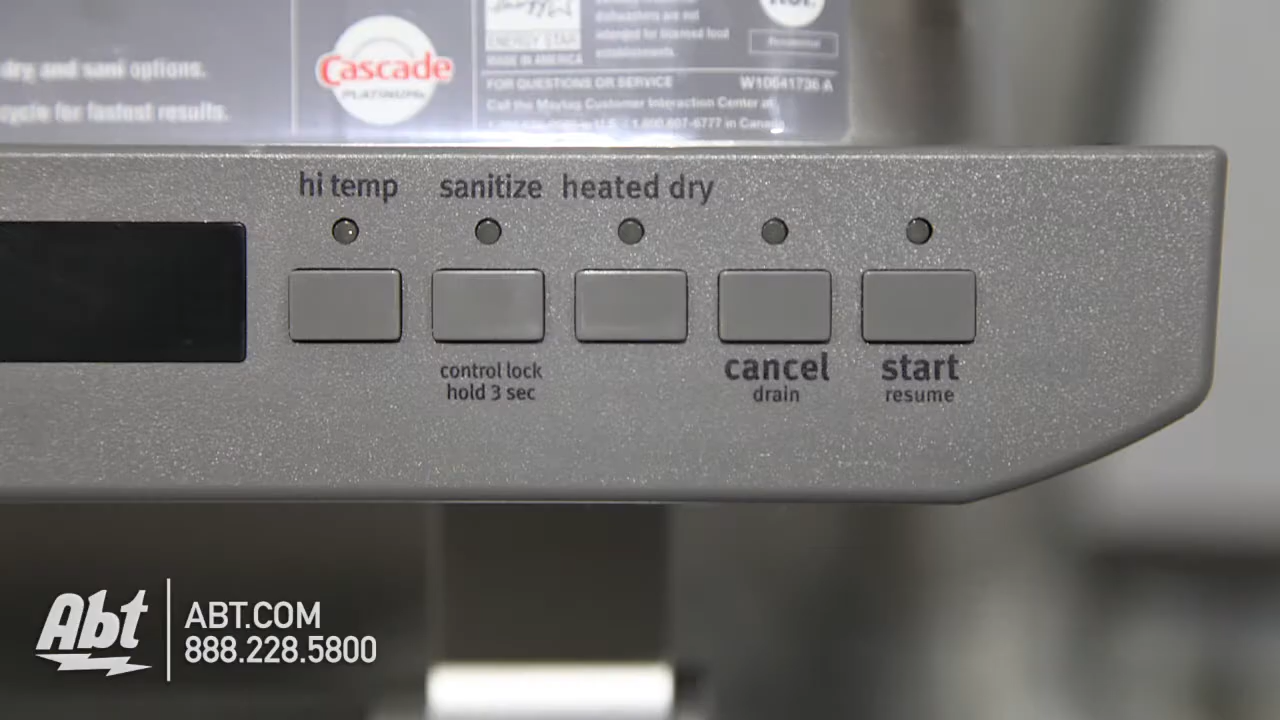 dry and sani options.
cycle for fastest results.
Cascade
PLATINUM
ENERGY STAR
MADE IN AMERICA
dishwashers are not
intended for licensed food
establishments.
FOR QUESTIONS OR SERVICE W10641736 A
Call the Maytag Customer Interaction Center at
in U.S. / 1.800.807-6777 in Canada
hi temp sanitize heated dry
control lock
hold 3 sec
cancel
drain
start
resume
Abt
ABT.COM
888.228.5800